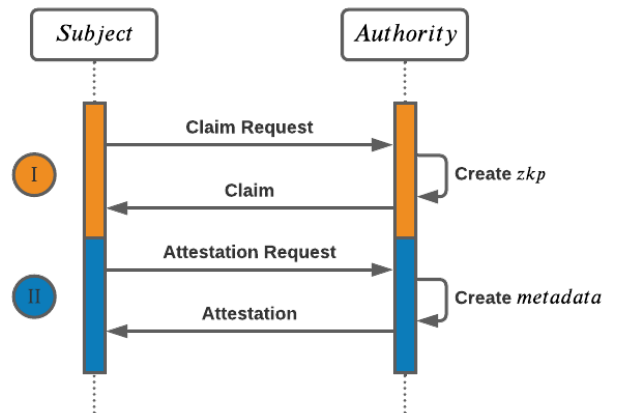 Subject
Authority
Claim Request
I
Create zkp
Claim
Attestation Request
II
Create metadata
Attestation